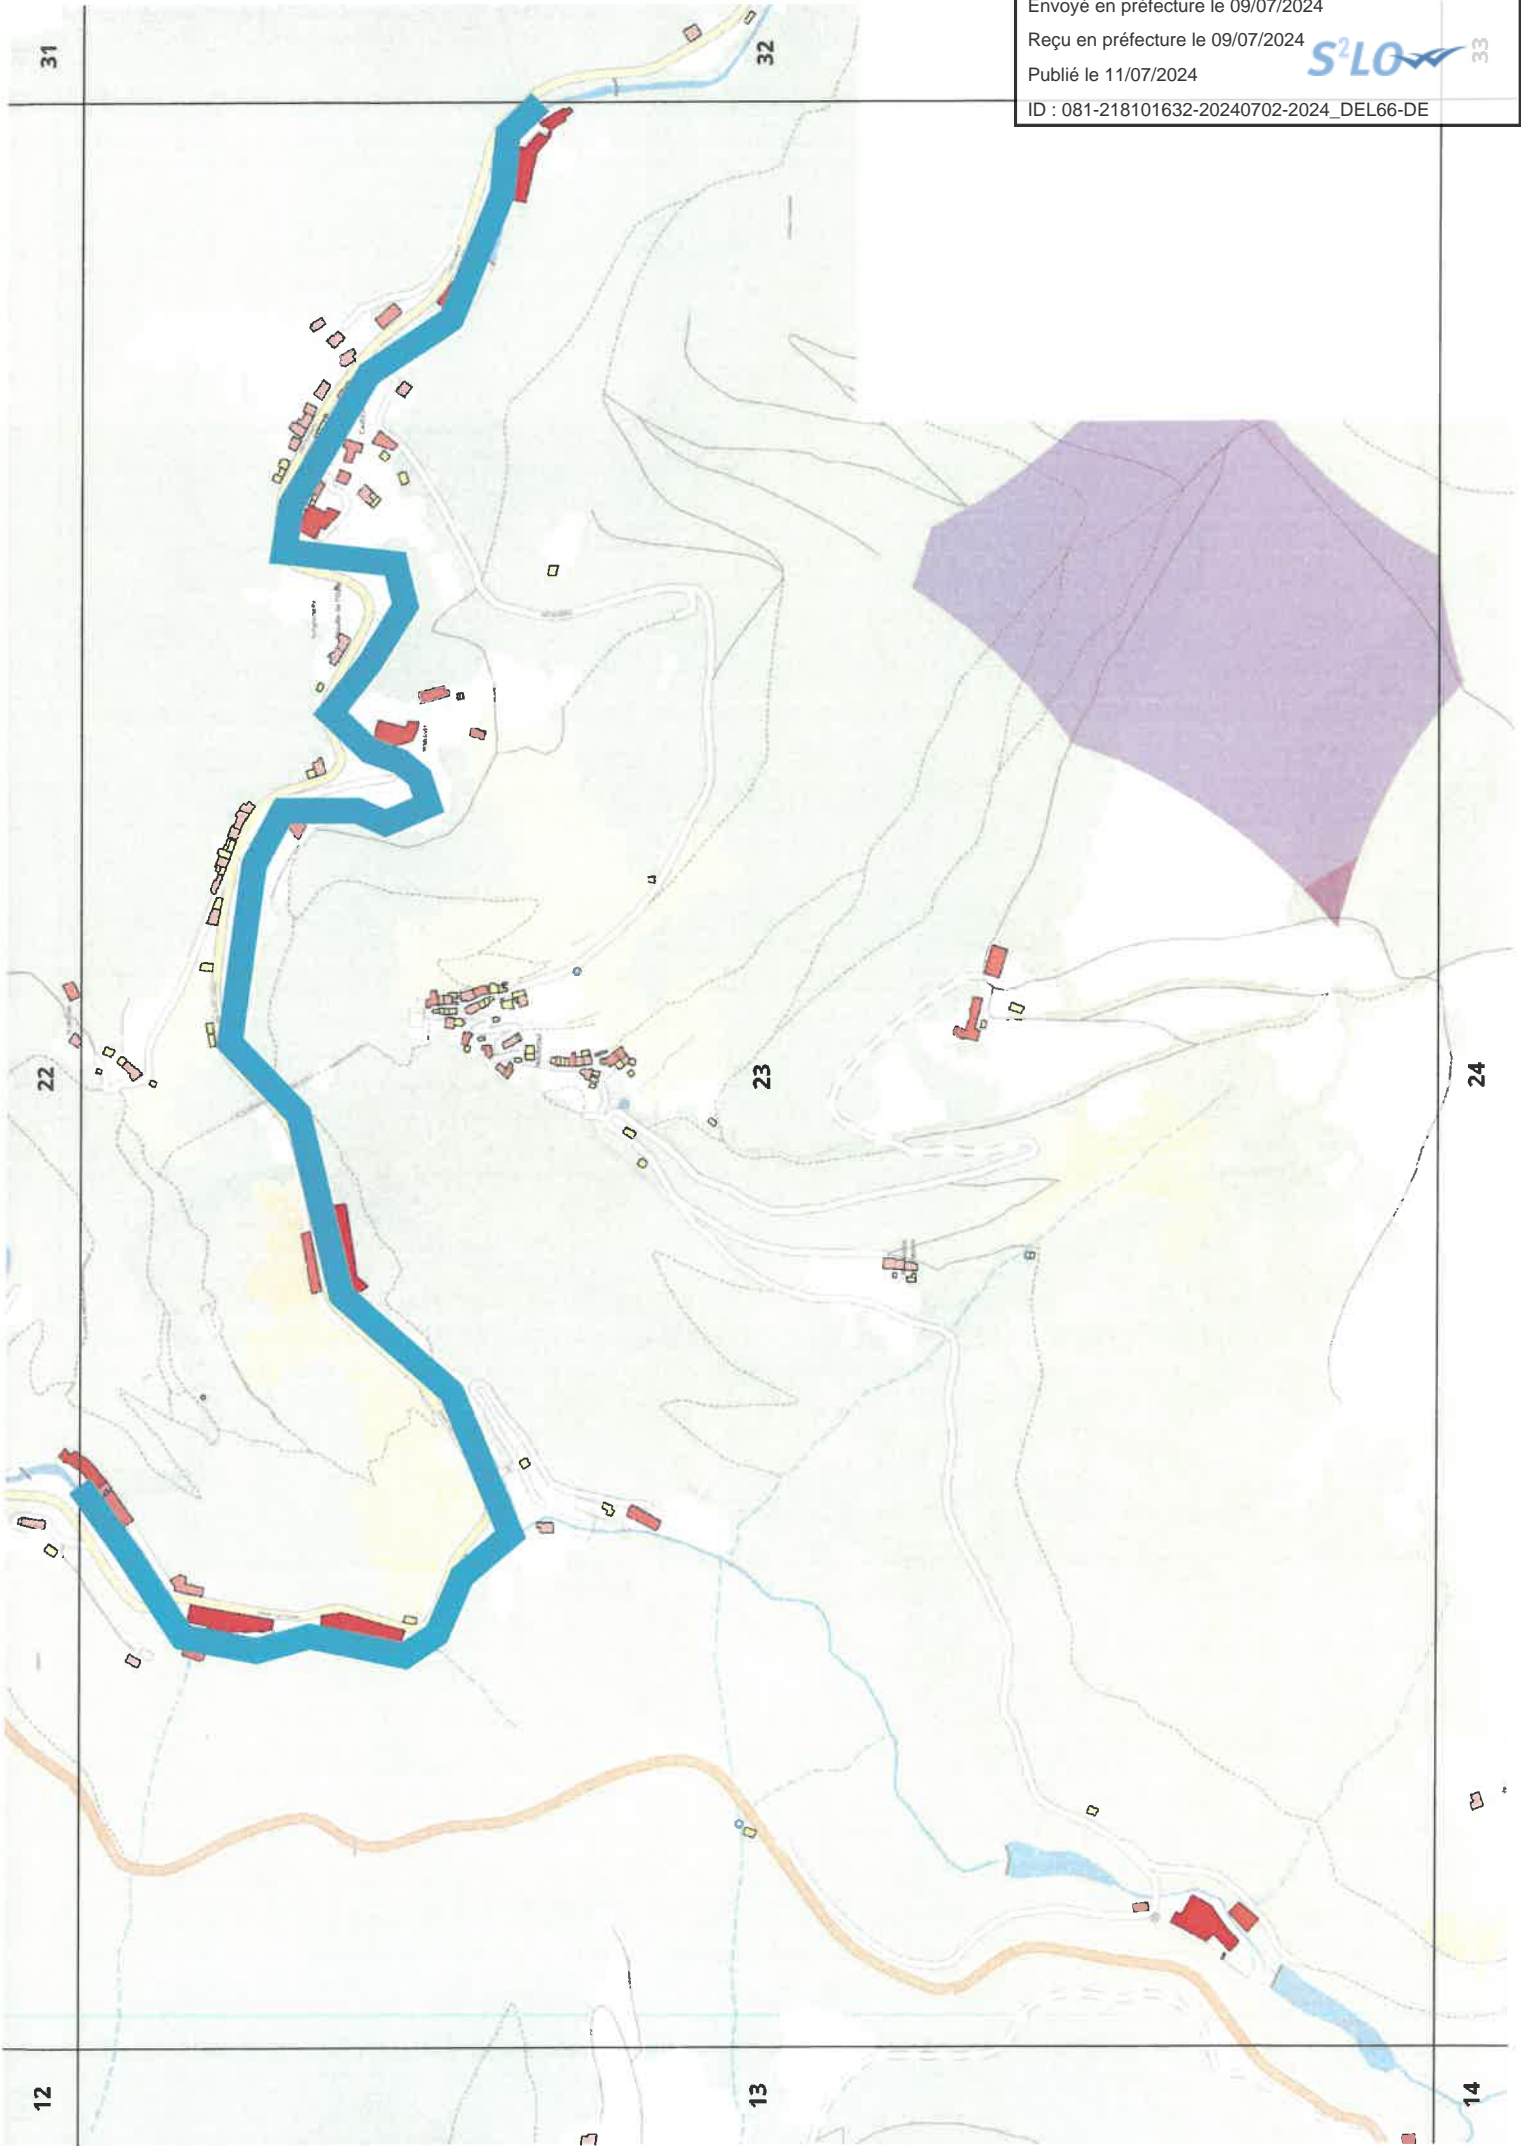 Envoyé en préfecture le 09/07/2024
Reçu en préfecture le 09/07/2024
S²LO
Publié le 11/07/2024
ID : 081-218101632-20240702-2024_DEL66-DE
31
32
33
22
23
24
12
13
14